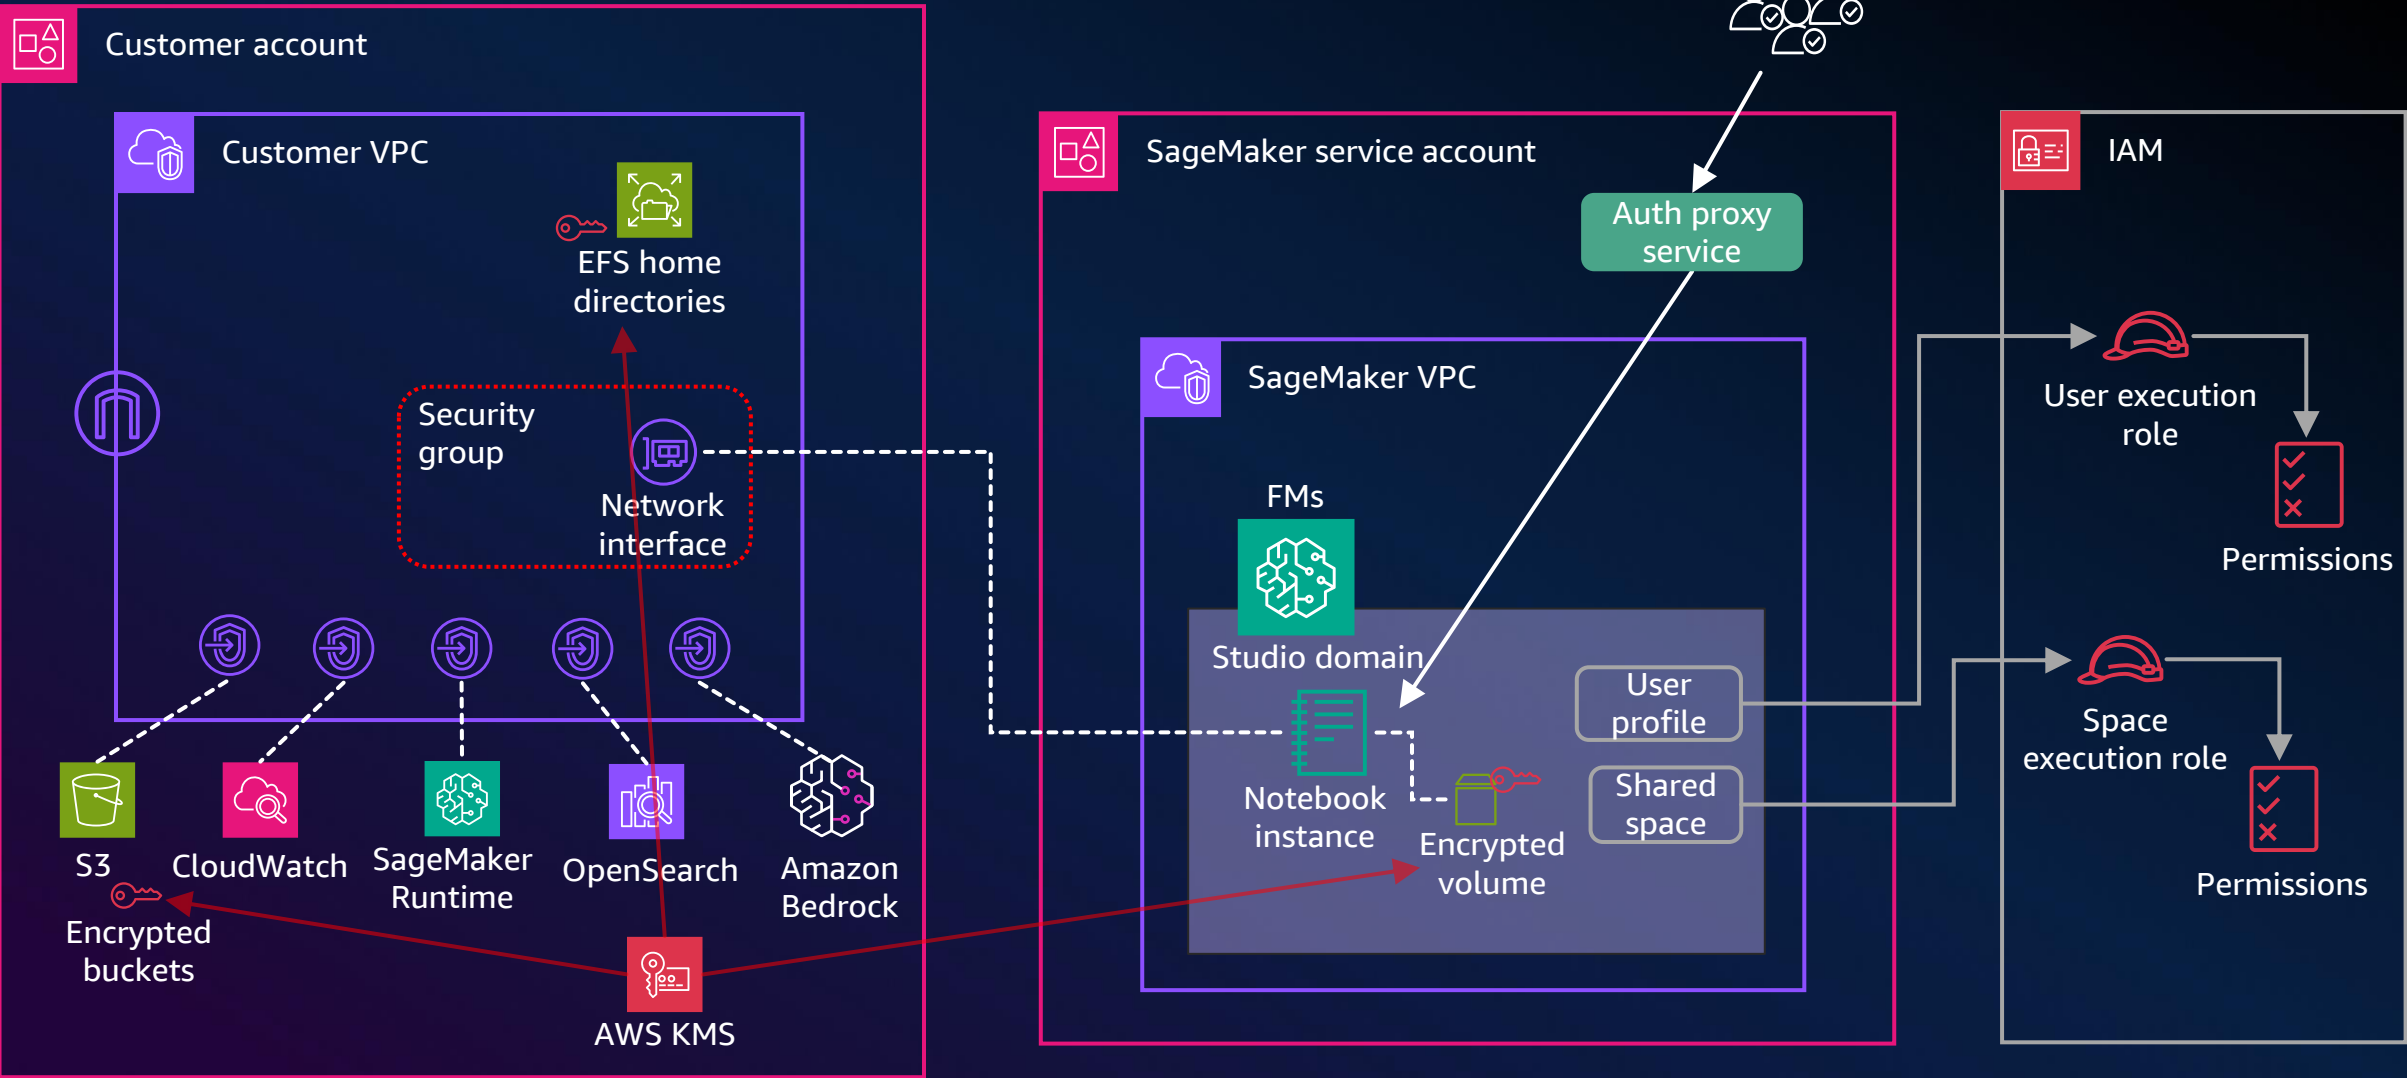 Customer account
Customer VPC
EFS home
directories
Security
group
Network
interface
S3
CloudWatch
SageMaker
Runtime
OpenSearch
Amazon
Bedrock
Encrypted
buckets
AWS KMS
SageMaker service account
Auth proxy
service
SageMaker VPC
FMs
Studio domain
Notebook
instance
Encrypted
volume
User
profile
Shared
space
IAM
User execution
role
Permissions
Space
execution role
Permissions